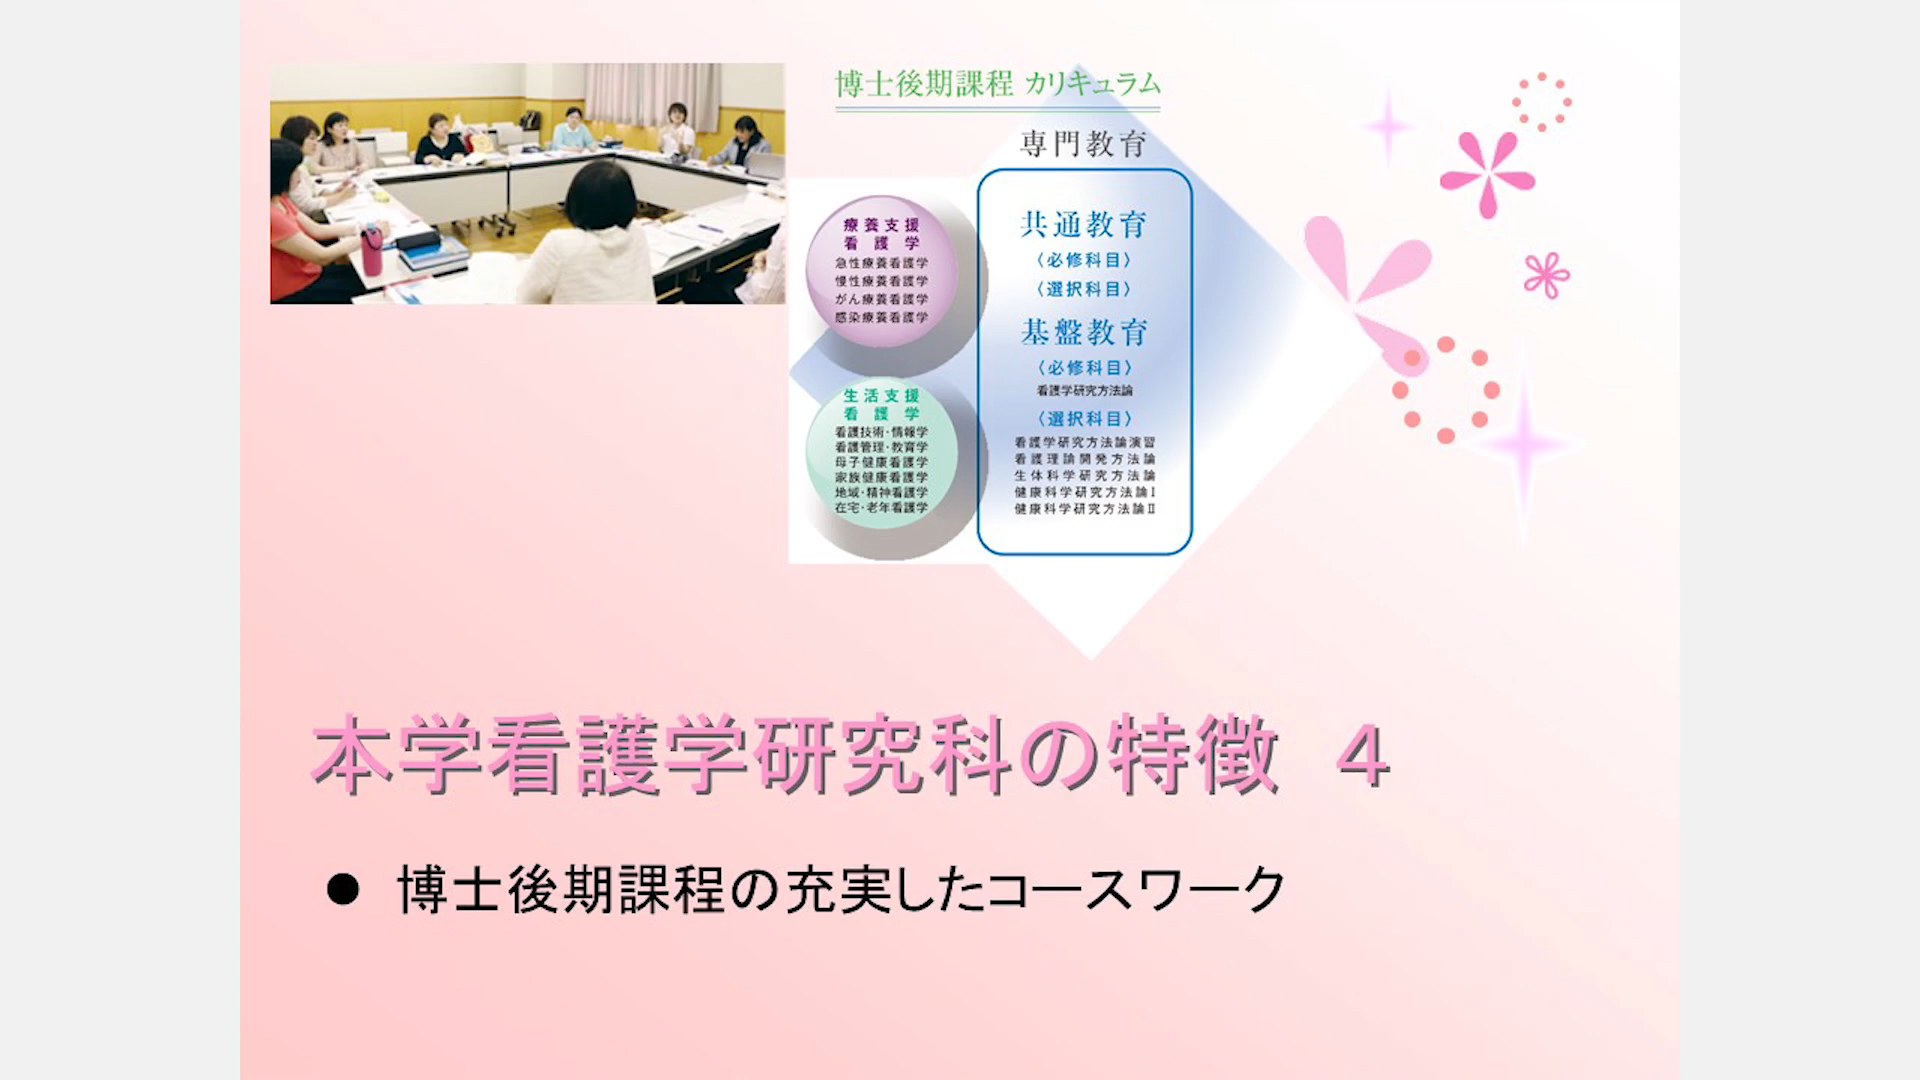 博士後期課程 カリキュラム
専門教育
療養支援
看護学
急性療養看護学
慢性療養看護学
がん療養看護学
感染療養看護学
生活支援
看護学
看護技術・情報学
看護管理・教育学
母子健康看護学
家族健康看護学
地域・精神看護学
在宅・老年看護学
共通教育
〈必修科目〉
〈選択科目〉
基盤教育
〈必修科目〉
看護学研究方法論
〈選択科目〉
看護学研究方法論演習
看護理論開発方法論
生体科学研究方法論
健康科学研究方法論Ⅰ
健康科学研究方法論Ⅱ
本学看護学研究科の特徴　４
● 博士後期課程の充実したコースワーク